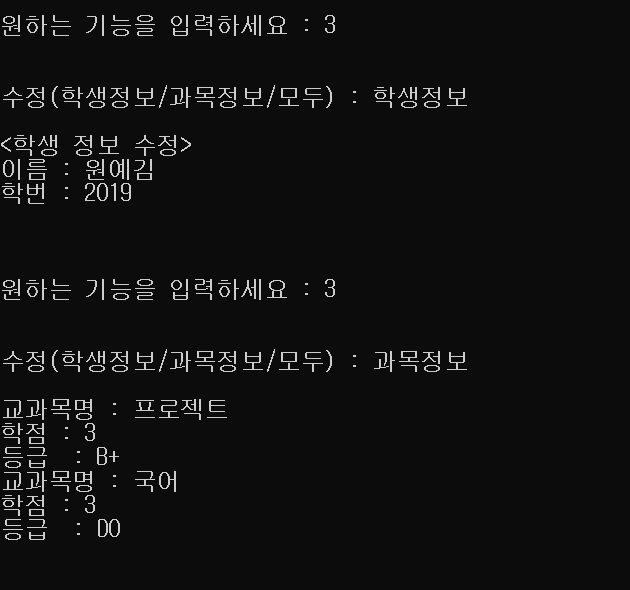 원하는 기능을 입력하세요 : 3
수정(학생정보/과목정보/모두) : 학생정보
<학생 정보 수정>
이름 : 원예김
학번 : 2019
원하는 기능을 입력하세요 : 3
수정(학생정보/과목정보/모두) : 과목정보
교과목명 : 프로젝트
학점 : 3
등급  : B+
교과목명 : 국어
학점 : 3
등급  : D0